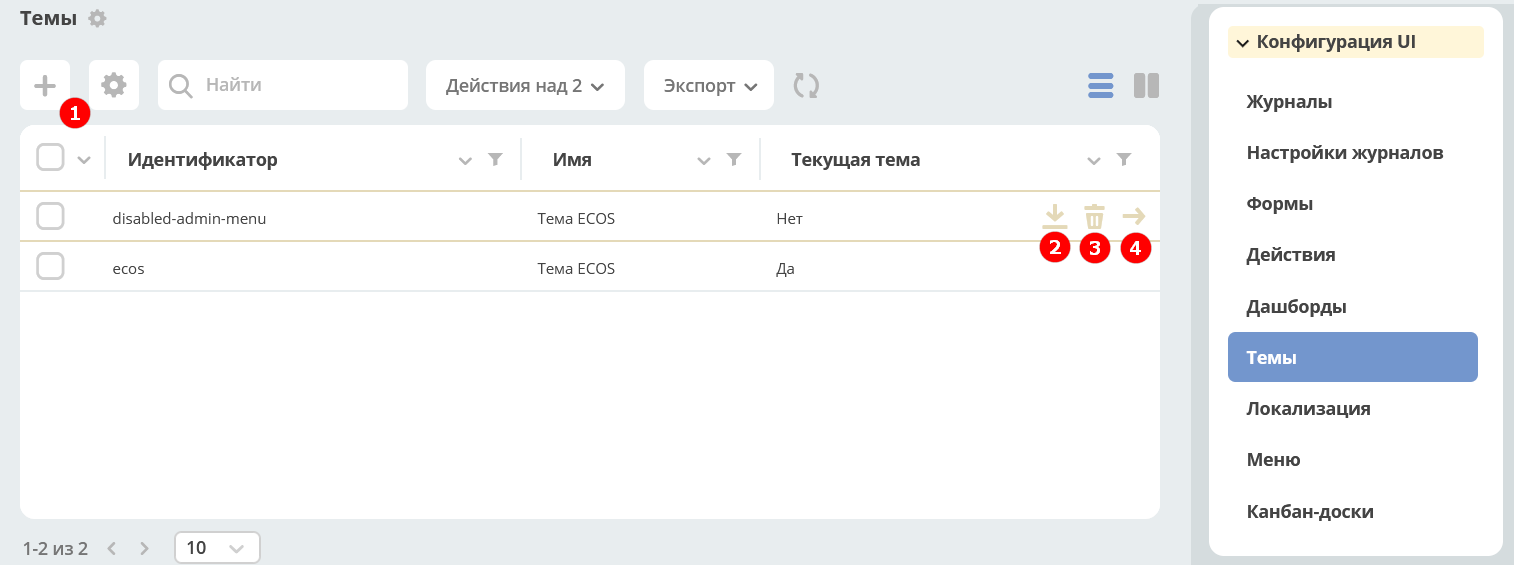 Темы
Найти
Действия над 2
Экспорт
1
Идентификатор Имя Текущая тема
disabled-admin-menu Тема ECOS Нет
2 3 4
ecos Тема ECOS Да
1-2 из 2
10
Конфигурация UI
Журналы
Настройки журналов
Формы
Действия
Дашборды
Темы
Локализация
Меню
Канбан-доски